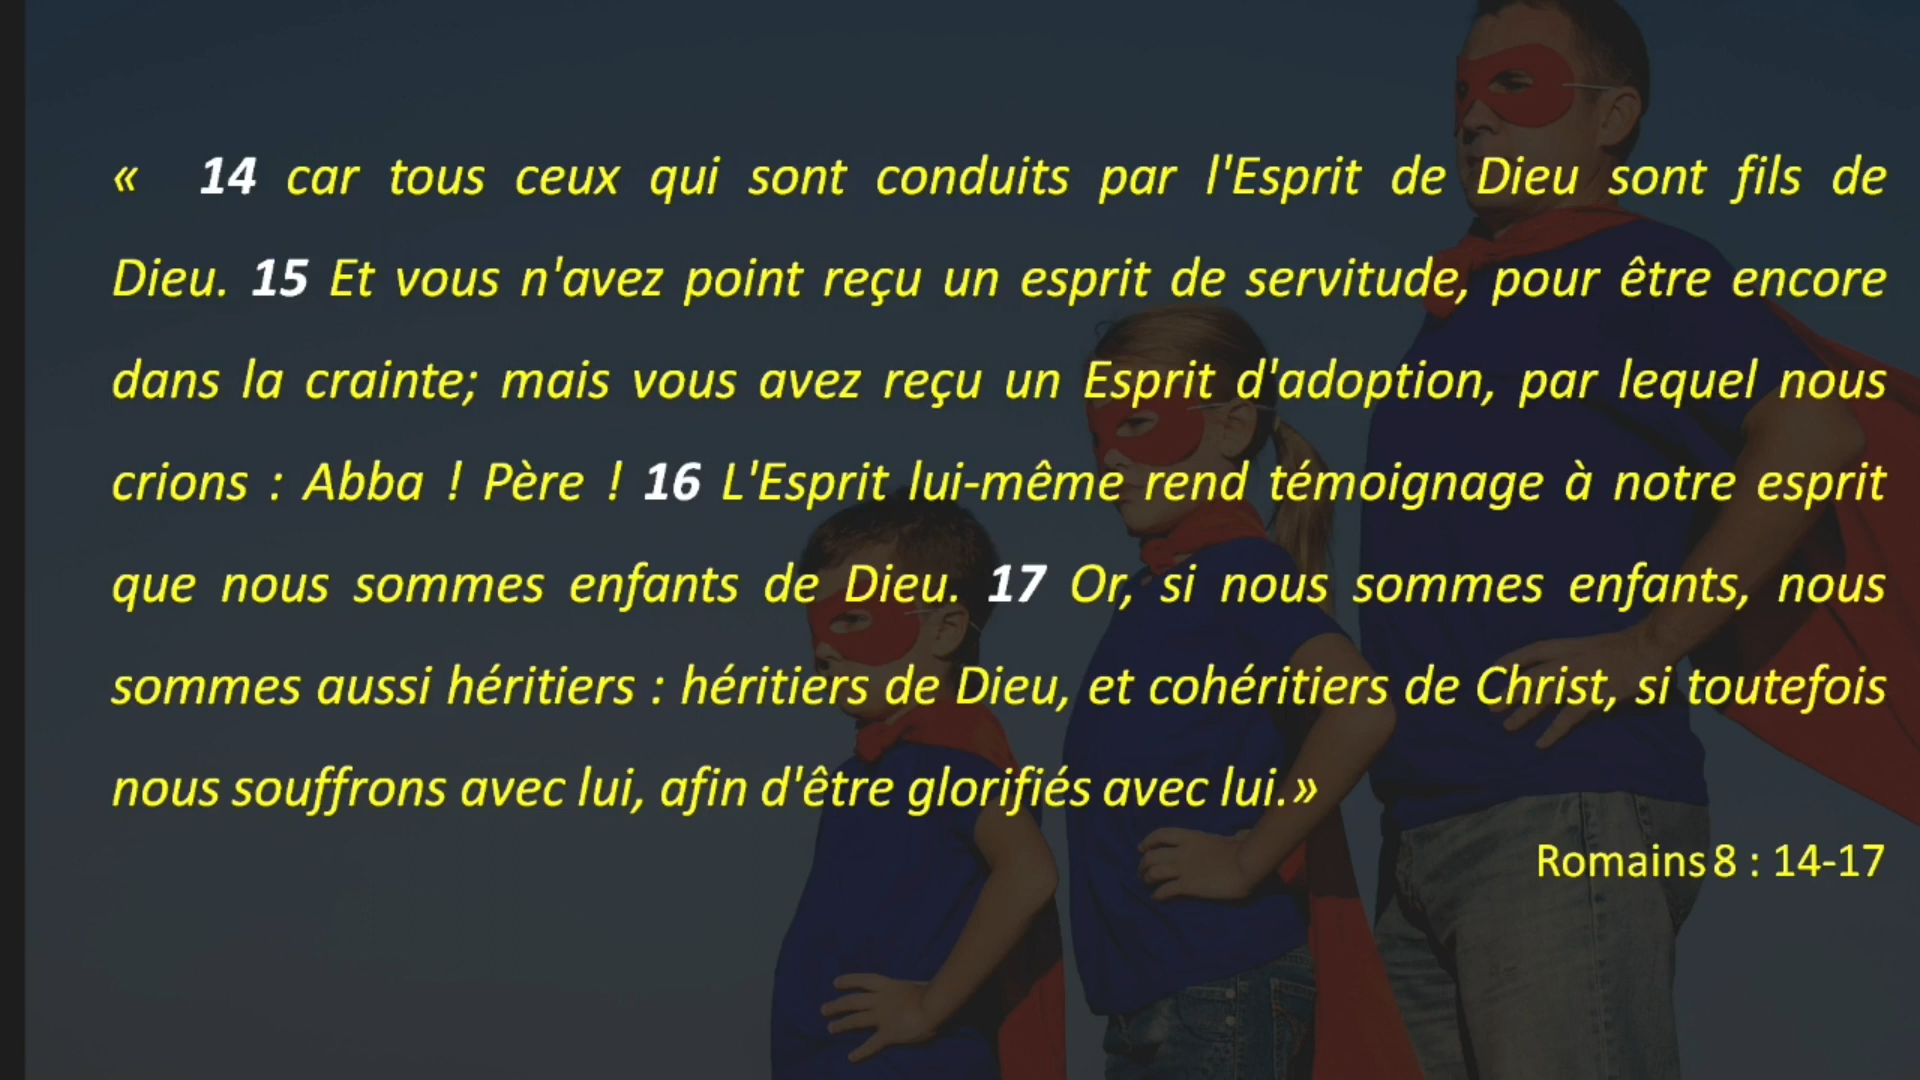 « 14 car tous ceux qui sont conduits par l'Esprit de Dieu sont fils de
Dieu. 15 Et vous n'avez point reçu un esprit de servitude, pour être encore
dans la crainte; mais vous avez reçu un Esprit d'adoption, par lequel nous
crions : Abba ! Père ! 16 L'Esprit lui-même rend témoignage à notre esprit
que nous sommes enfants de Dieu. 17 Or, si nous sommes enfants, nous
sommes aussi héritiers : héritiers de Dieu, et cohéritiers de Christ, si toutefois
nous souffrons avec lui, afin d'être glorifiés avec lui.»
Romains 8 : 14-17